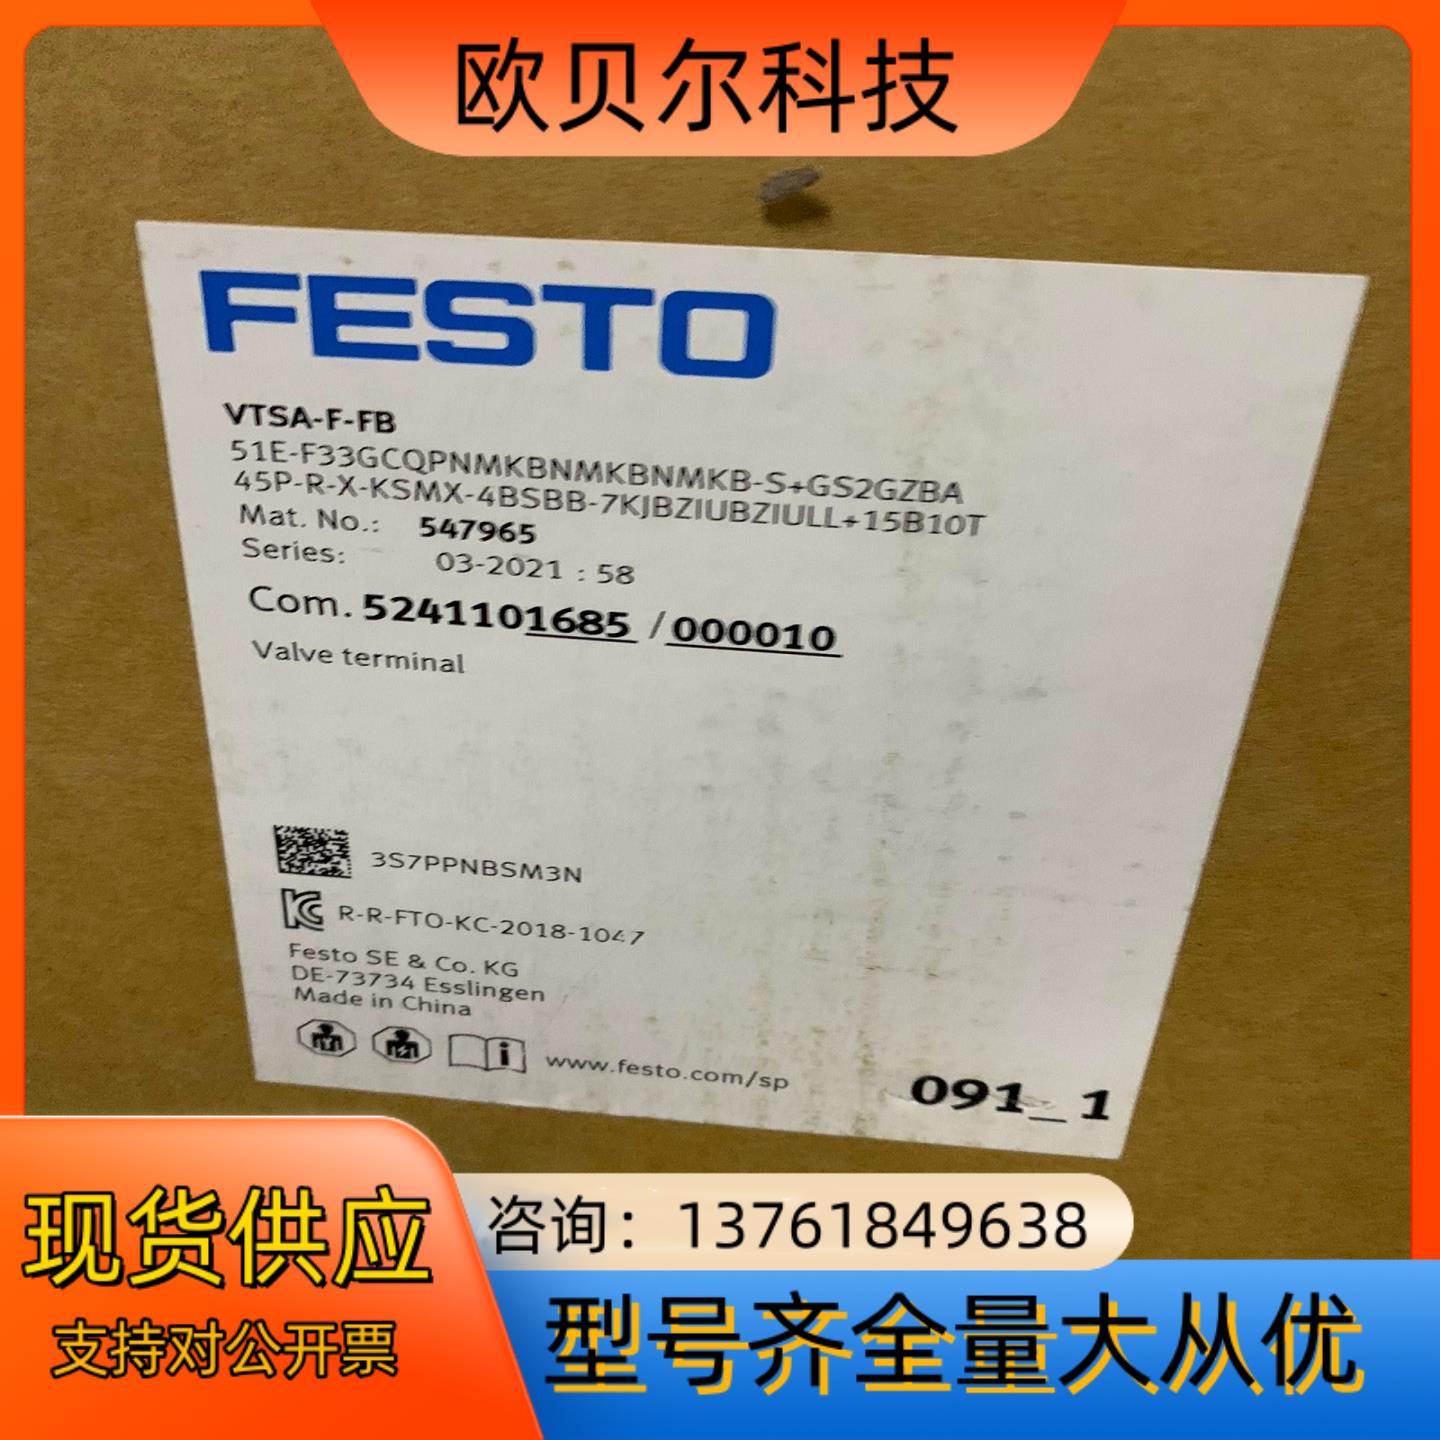 欧贝尔科技
FESTO
VTSA-F-FB
51E-F33GCQPNMKBNMKBNMKB-S+GS2GZBA
45P-R-X-KSMX-4BSBB-7KJBZIUBZIULL+15B10T
Mat. No.: 547965
Series: 03-2021 : 58
Com. 5241101685 / 000010
Valve terminal
3S7PPNBSM3N
R-R-FTO-KC-2018-1047
Festo SE & Co. KG
DE-73734 Esslingen
Made in China
www.festo.com/sp
091_ 1
现货供应
支持对公开票
咨询：13761849638
型号齐全量大从优